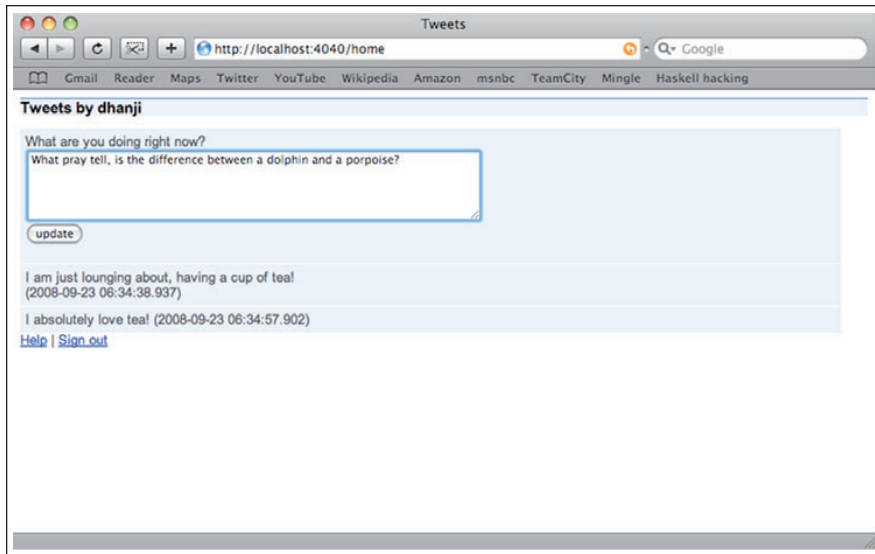 Tweets
http://localhost:4040/home
Google
Gmail Reader Maps Twitter YouTube Wikipedia Amazon msnbc TeamCity Mingle Haskell hacking
Tweets by dhanji
What are you doing right now?
What pray tell, is the difference between a dolphin and a porpoise?
update
I am just lounging about, having a cup of tea!
(2008-09-23 06:34:38.937)
I absolutely love tea! (2008-09-23 06:34:57.902)
Help | Sign out